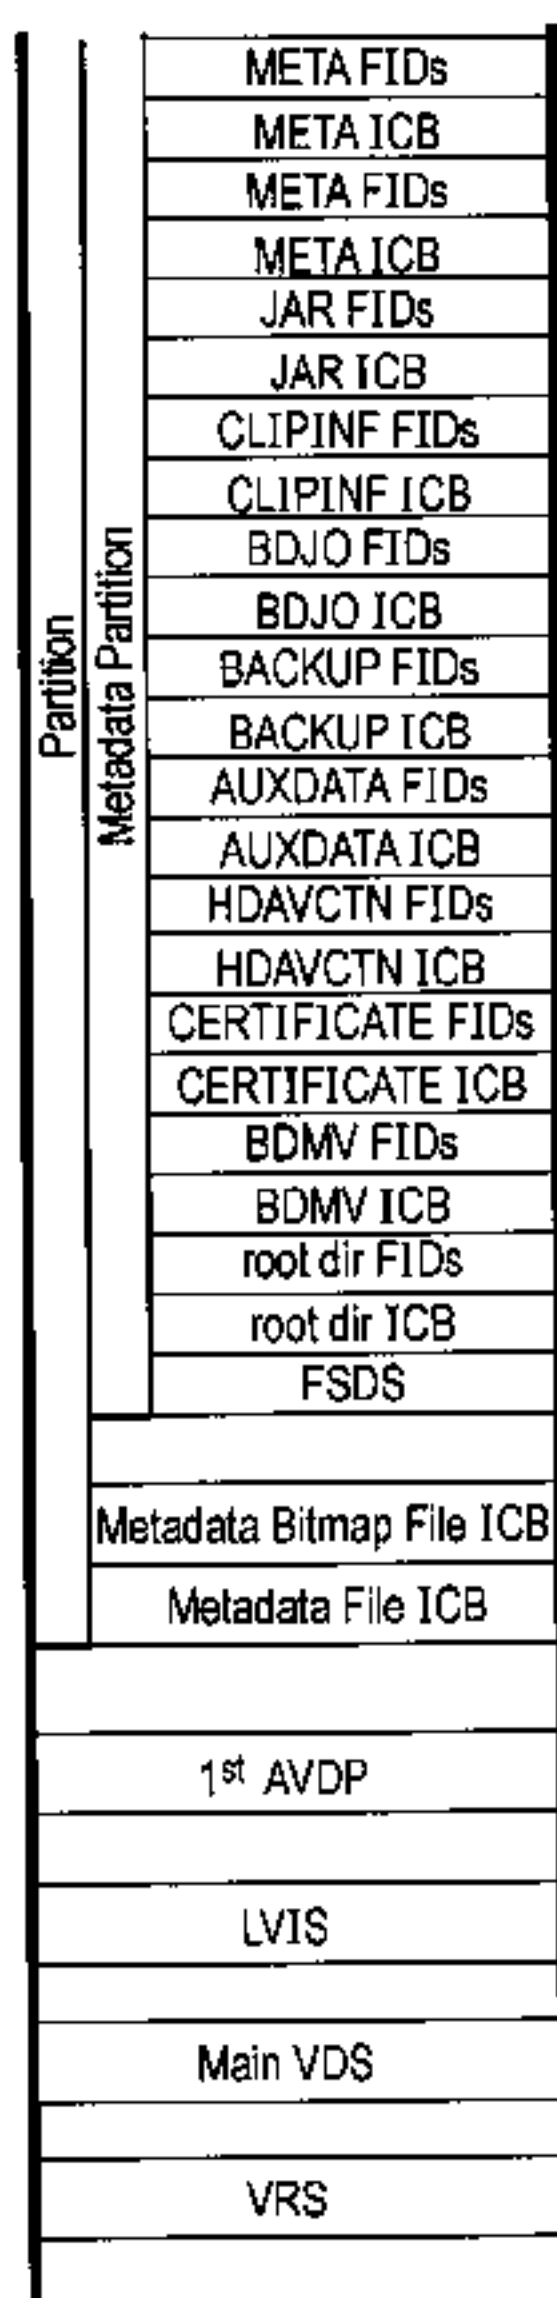 META FIDs
META ICB
META FIDs
META ICB
JAR FIDs
JAR ICB
CLIPINF FIDs
CLIPINF ICB
BDJO FIDs
BDJO ICB
BACKUP FIDs
BACKUP ICB
AUXDATA FIDs
AUXDATA ICB
HDAVCTN FIDs
HDAVCTN ICB
CERTIFICATE FIDs
CERTIFICATE ICB
BDMV FIDs
BDMV ICB
root dir FIDs
root dir ICB
FSDS
Metadata Partition
Partition
Metadata Bitmap File ICB
Metadata File ICB
1st AVDP
LVIS
Main VDS
VRS